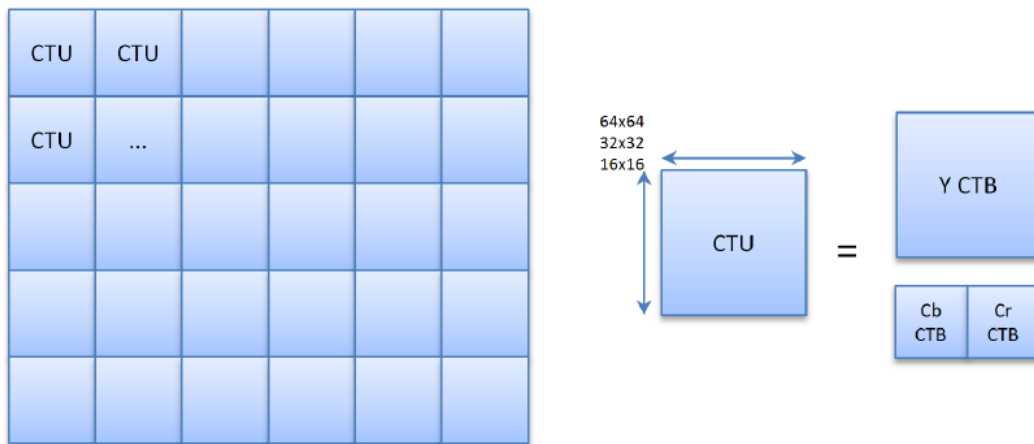 CTU CTU
CTU ...
64x64
32x32
16x16
CTU
=
Y CTB
Cb Cr
CTB CTB